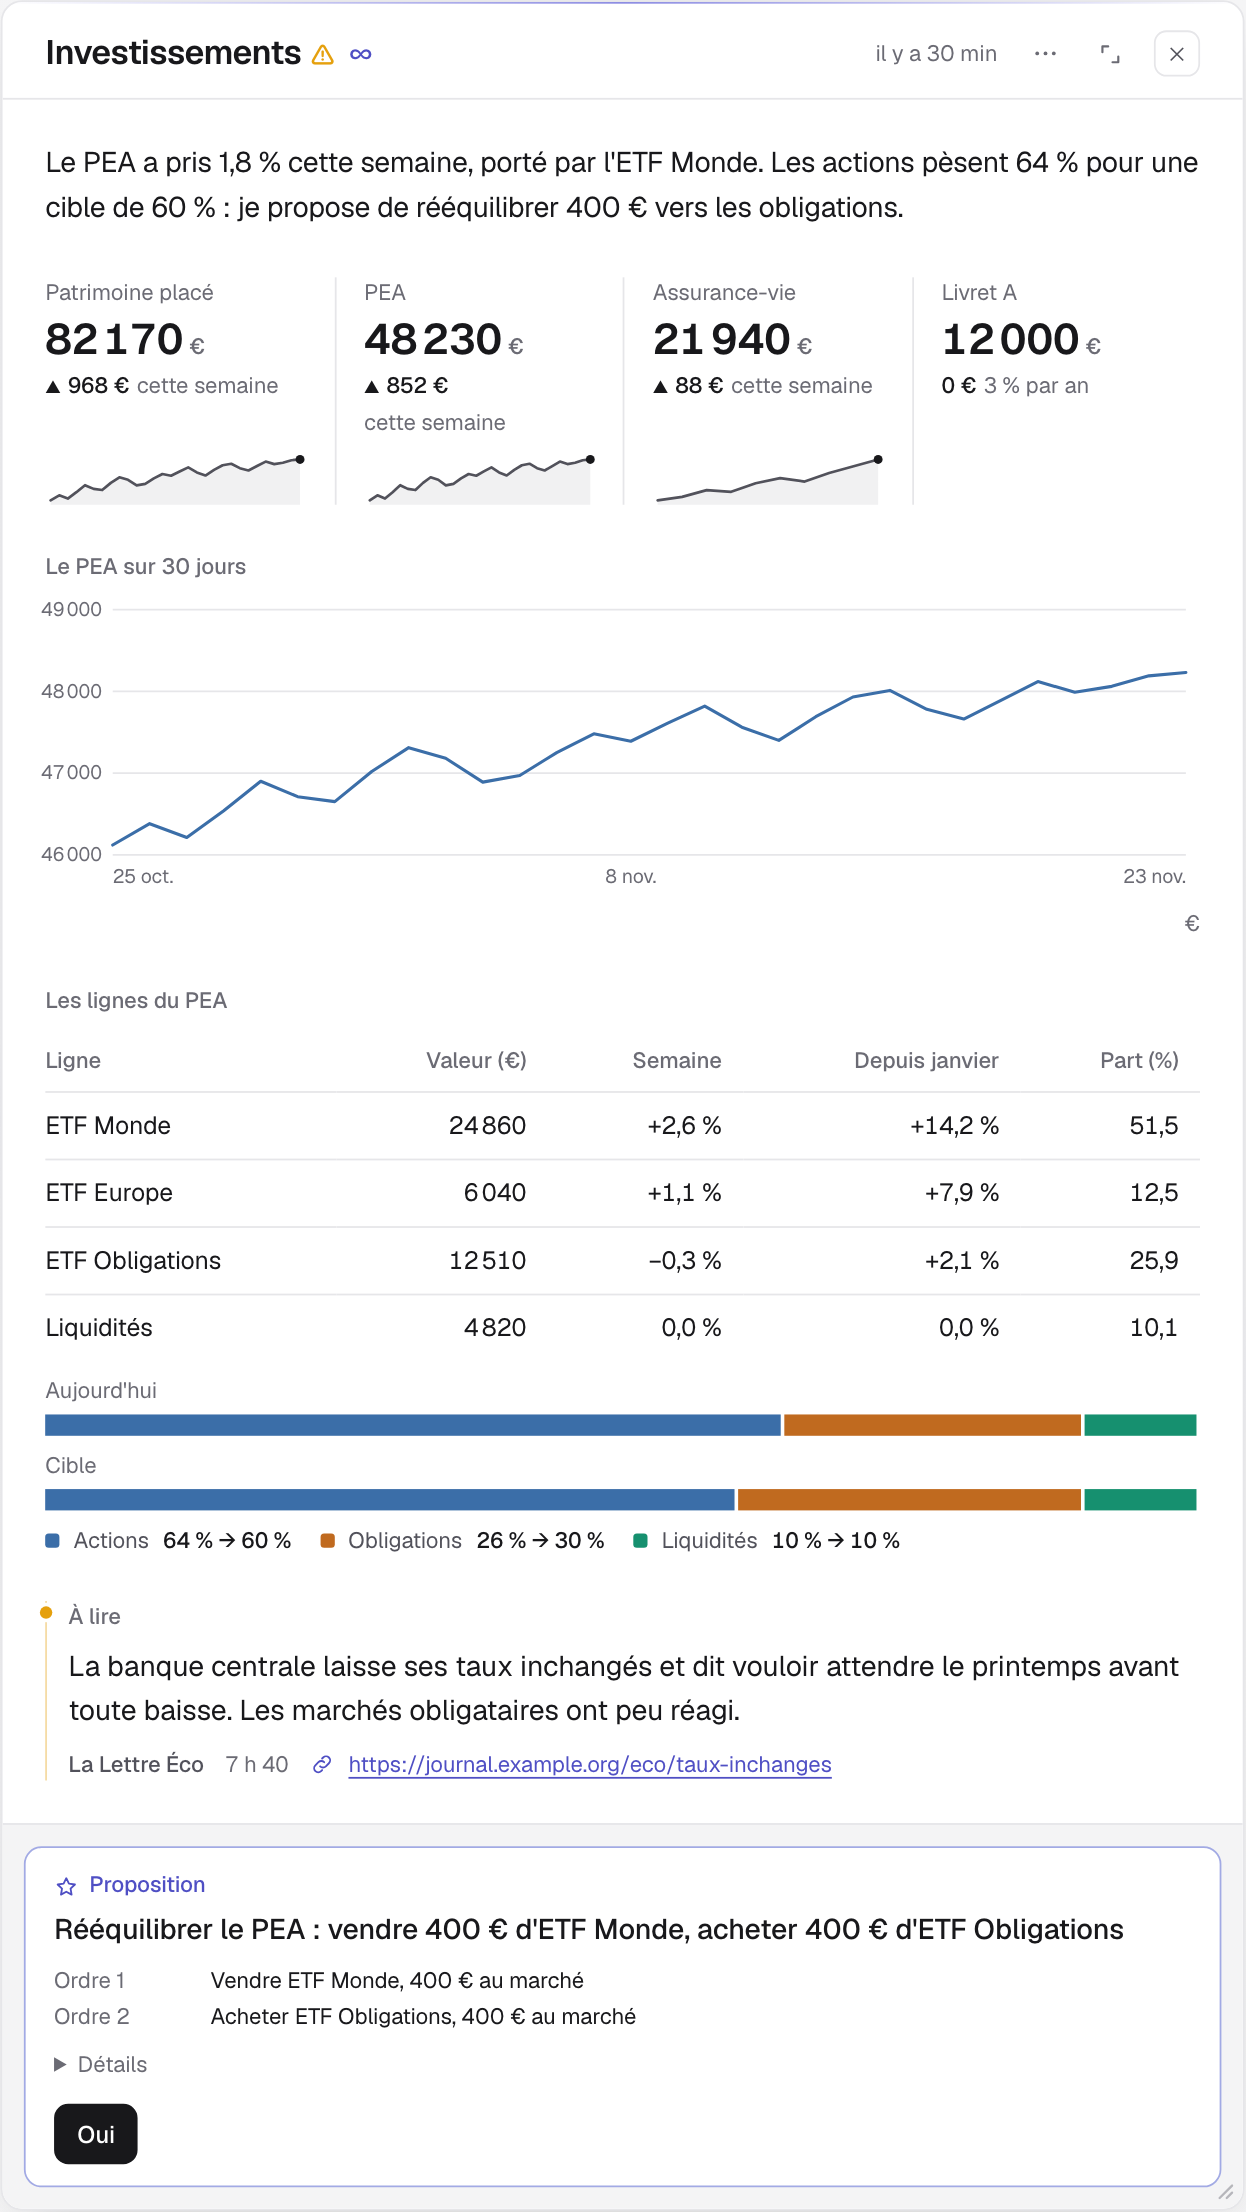 Investissements
il y a 30 min
Le PEA a pris 1,8 % cette semaine, porté par l'ETF Monde. Les actions pèsent 64 % pour une
cible de 60 % : je propose de rééquilibrer 400 € vers les obligations.
Patrimoine placé
82 170 €
▲ 968 € cette semaine
PEA
48 230 €
▲ 852 €
cette semaine
Assurance-vie
21 940 €
▲ 88 € cette semaine
Livret A
12 000 €
0 € 3 % par an
Le PEA sur 30 jours
49 000
48 000
47 000
46 000
25 oct. 8 nov. 23 nov.
€
Les lignes du PEA
Ligne Valeur (€) Semaine Depuis janvier Part (%)
ETF Monde 24 860 +2,6 % +14,2 % 51,5
ETF Europe 6 040 +1,1 % +7,9 % 12,5
ETF Obligations 12 510 −0,3 % +2,1 % 25,9
Liquidités 4 820 0,0 % 0,0 % 10,1
Aujourd'hui
Cible
Actions 64 % → 60 % Obligations 26 % → 30 % Liquidités 10 % → 10 %
À lire
La banque centrale laisse ses taux inchangés et dit vouloir attendre le printemps avant
toute baisse. Les marchés obligataires ont peu réagi.
La Lettre Éco 7 h 40 https://journal.example.org/eco/taux-inchanges
Proposition
Rééquilibrer le PEA : vendre 400 € d'ETF Monde, acheter 400 € d'ETF Obligations
Ordre 1 Vendre ETF Monde, 400 € au marché
Ordre 2 Acheter ETF Obligations, 400 € au marché
▶ Détails
Oui